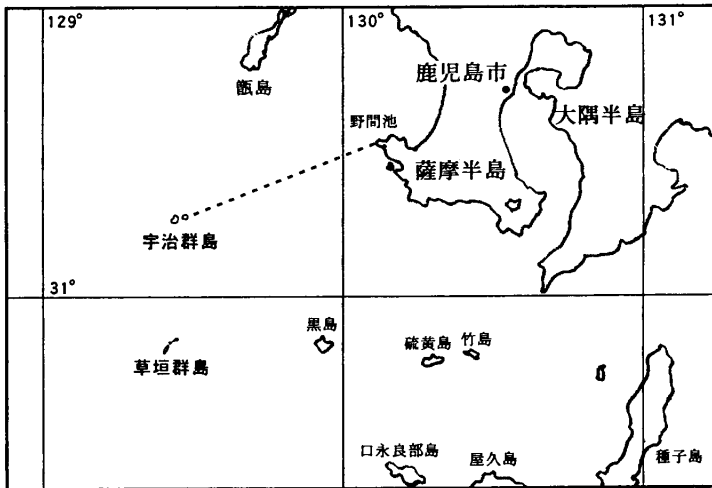 129°
130°
131°
甑島
鹿児島市
大隅半島
野間池
薩摩半島
宇治群島
31°
草垣群島
黒島
硫黄島
竹島
口永良部島
屋久島
種子島